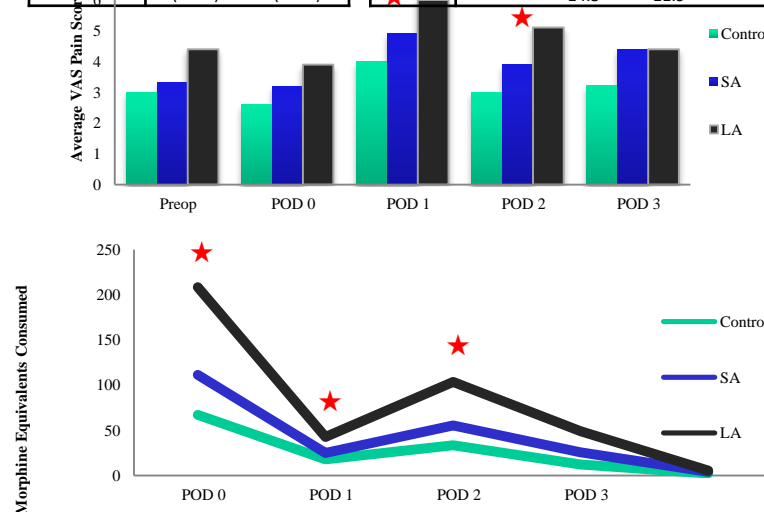 Average VAS Pain Scor
6
5
4
3
2
1
0
Preop POD 0 POD 1 POD 2 POD 3
Contro
SA
LA
Morphine Equivalents Consumed
250
200
150
100
50
0
POD 0 POD 1 POD 2 POD 3
Contro
SA
LA